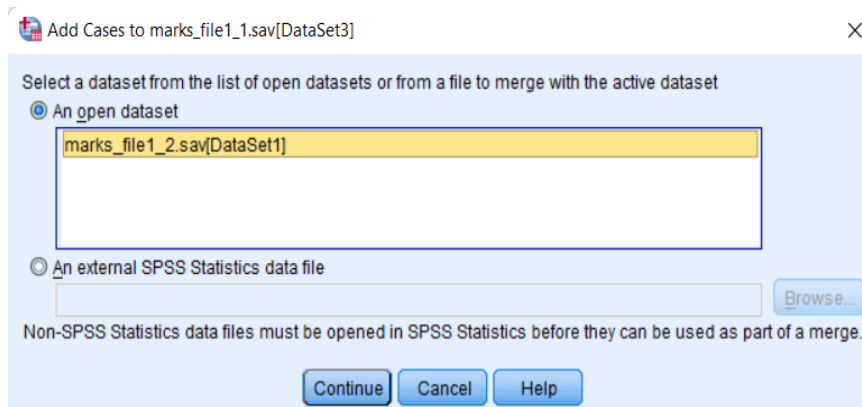 Add Cases to marks_file1_1.sav[DataSet3]
Select a dataset from the list of open datasets or from a file to merge with the active dataset
An open dataset
marks_file1_2.sav[DataSet1]
An external SPSS Statistics data file
Browse...
Non-SPSS Statistics data files must be opened in SPSS Statistics before they can be used as part of a merge.
Continue Cancel Help